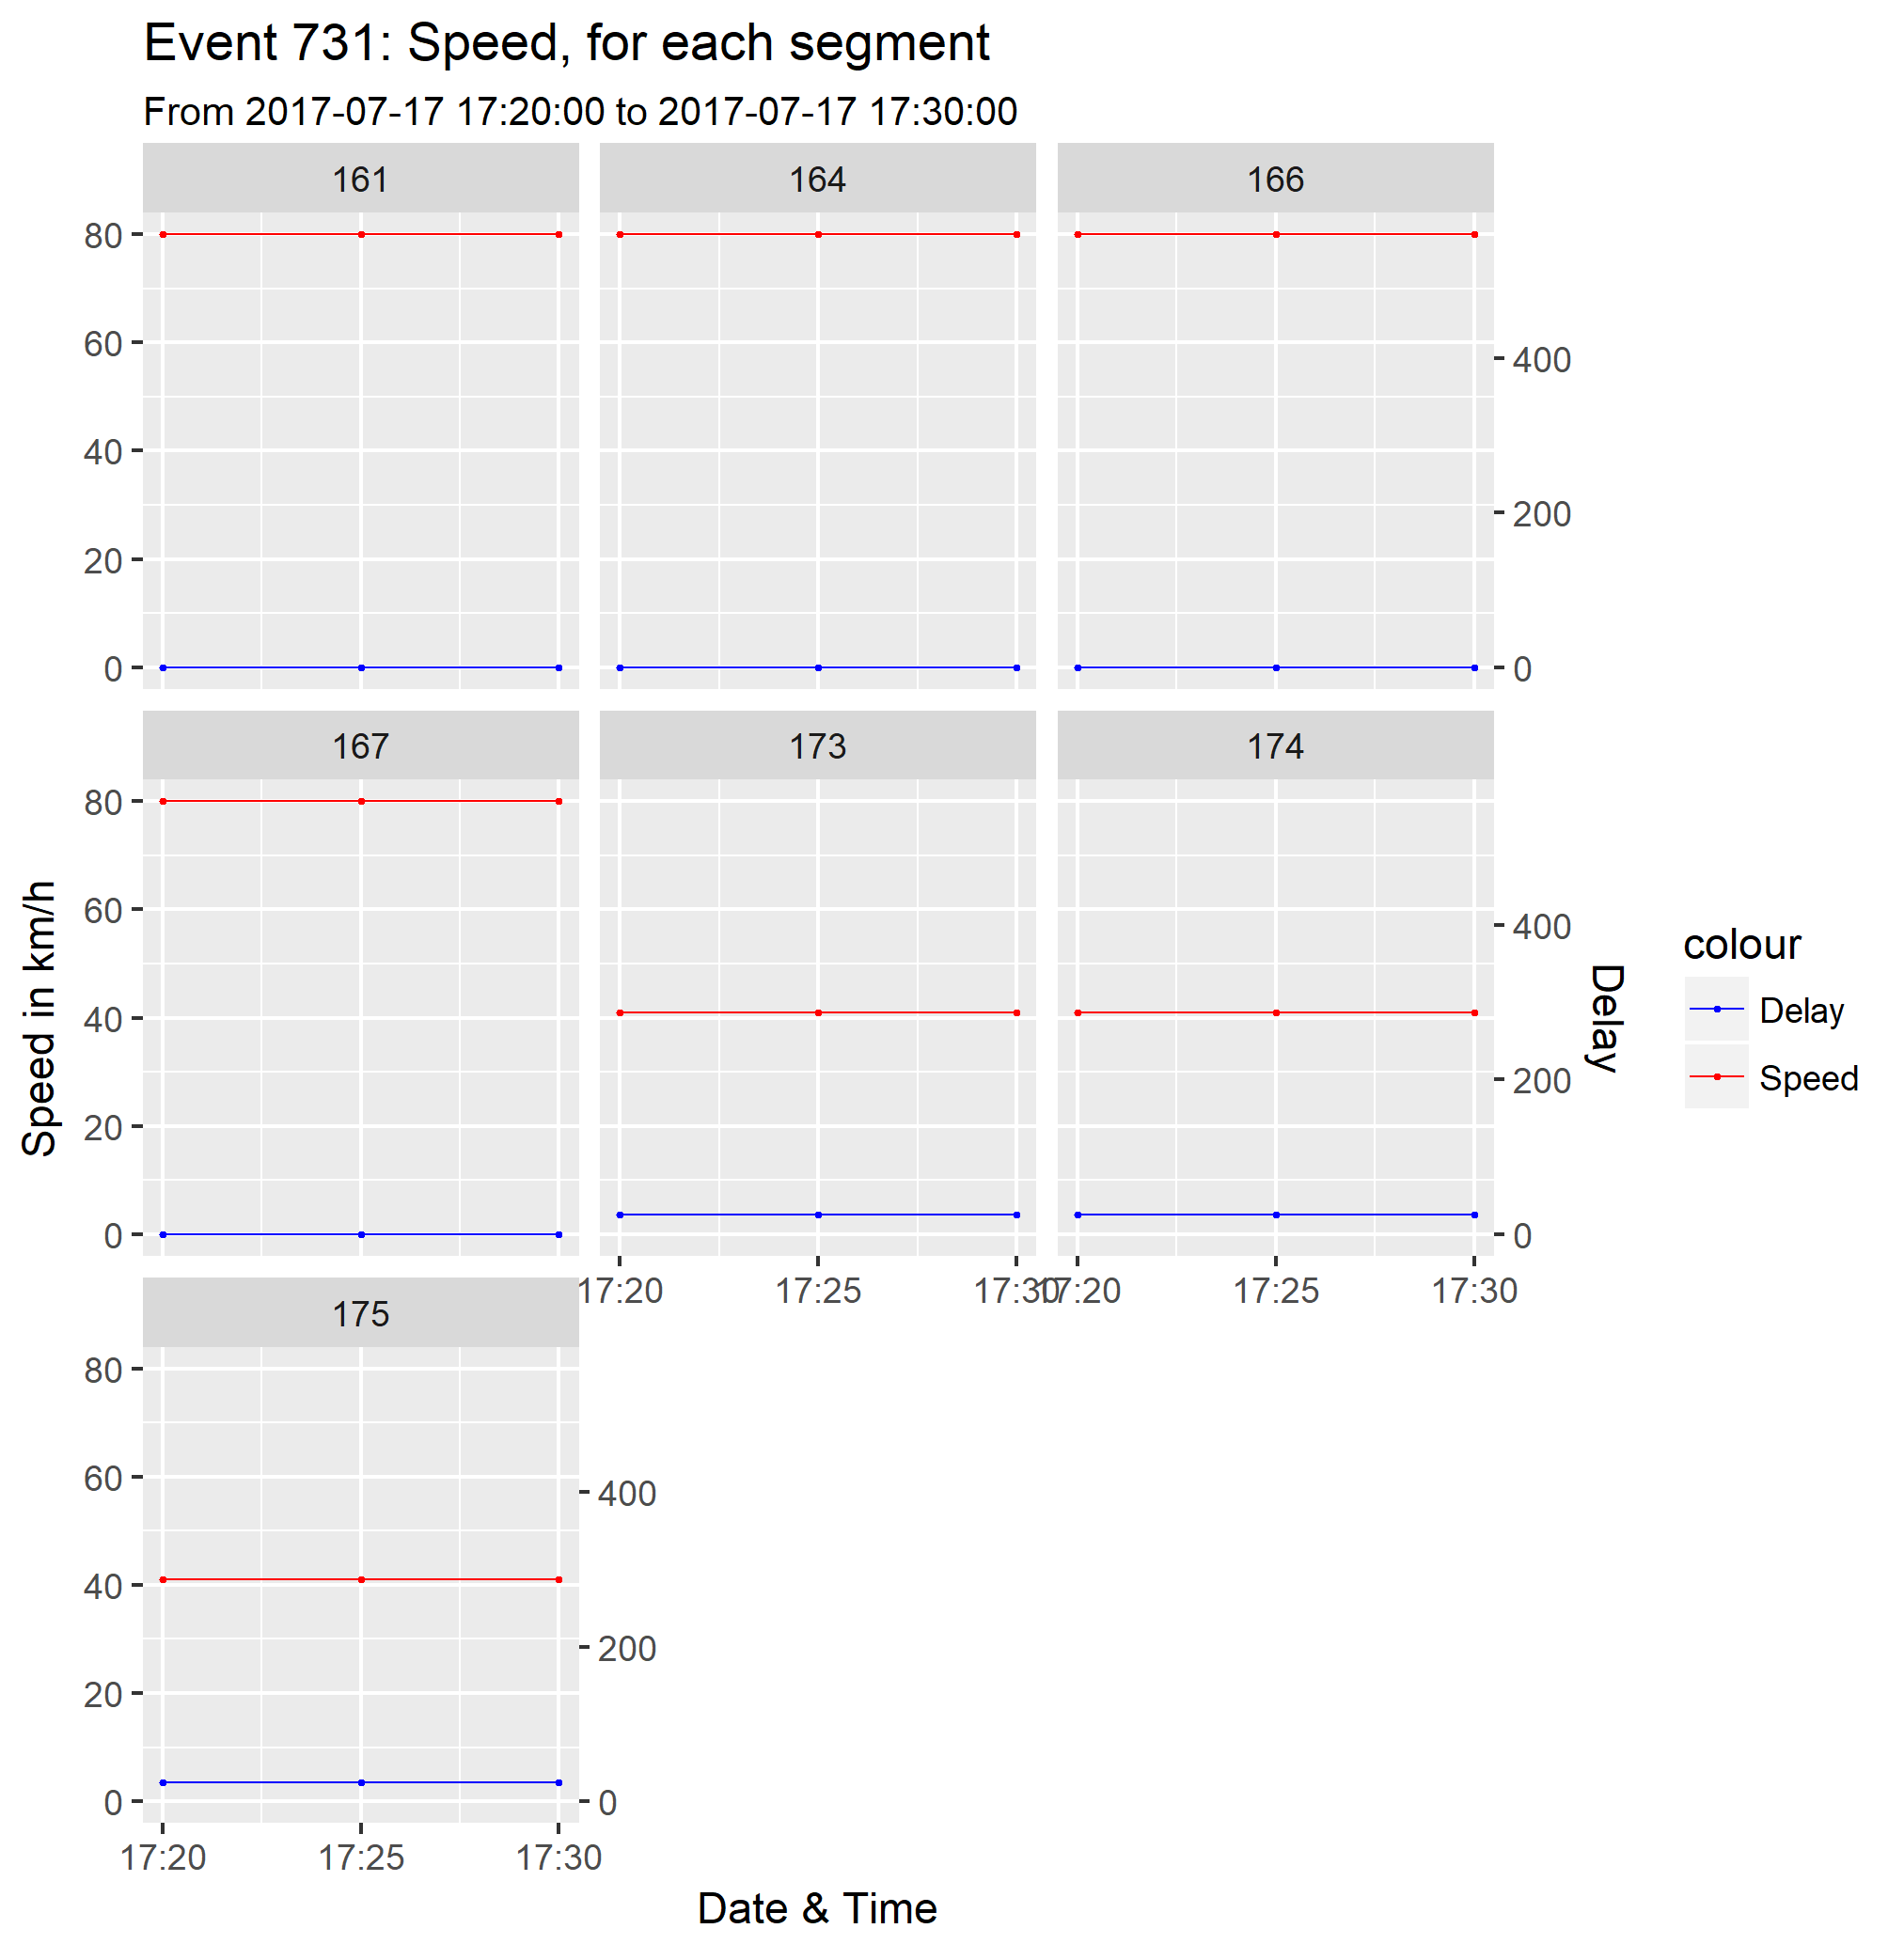 Event 731: Speed, for each segment
From 2017-07-17 17:20:00 to 2017-07-17 17:30:00
161 164 166
80
60
40
20
0
400
200
0
167 173 174
80
60
40
20
0
400
200
0
17:20 17:25 17:30 17:20 17:25 17:30
175
80
60
40
20
0
400
200
0
17:20 17:25 17:30
Date & Time
Speed in km/h
Delay
colour
Delay
Speed